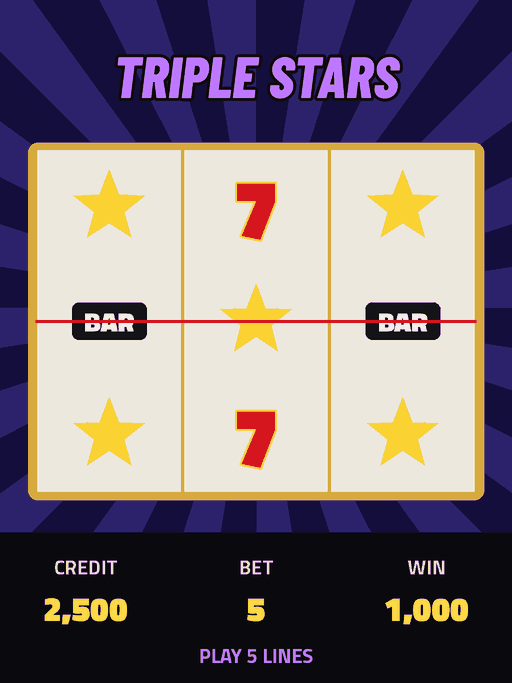 TRIPLE STARS
7
BAR BAR
7
CREDIT BET WIN
2,500 5 1,000
PLAY 5 LINES